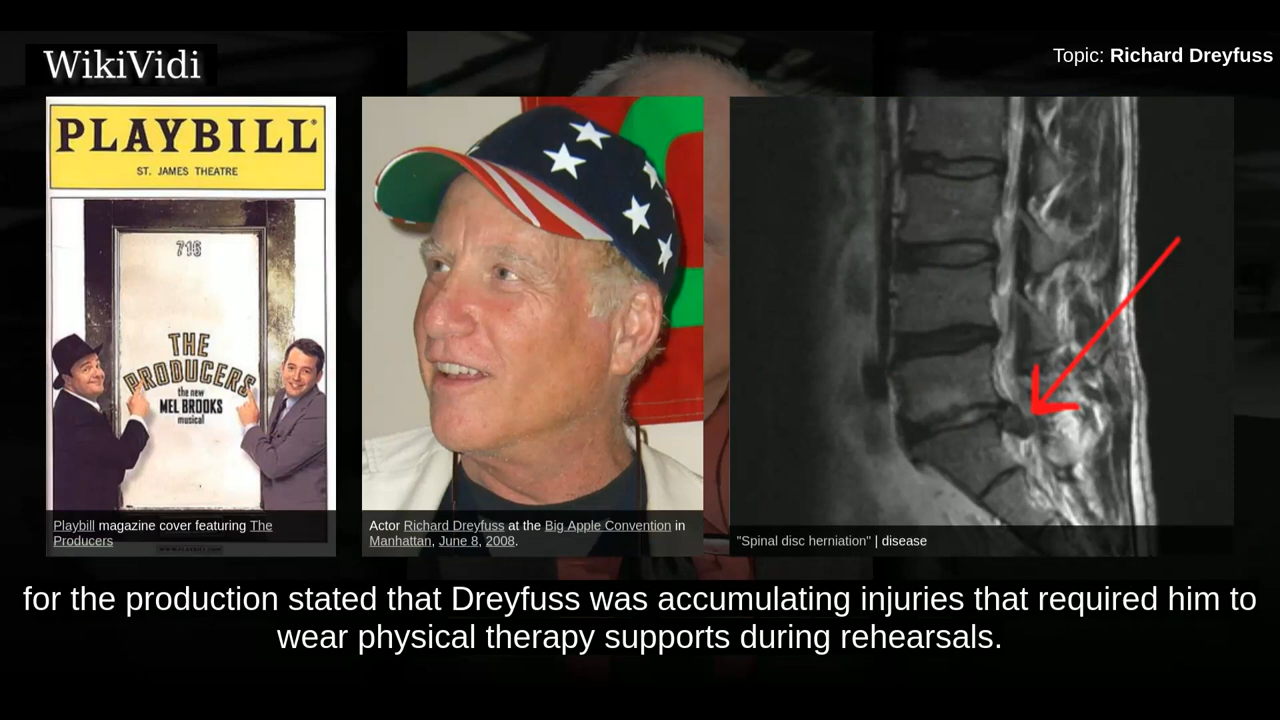 WikiVidi
Topic: Richard Dreyfuss
PLAYBILL®
ST. JAMES THEATRE
716
THE
PRODUCERS
the new
MEL BROOKS
musical
Playbill magazine cover featuring The
Producers
WWW.PLAYBILL.COM
Actor Richard Dreyfuss at the Big Apple Convention in
Manhattan, June 8, 2008.
"Spinal disc herniation" | disease
for the production stated that Dreyfuss was accumulating injuries that required him to
wear physical therapy supports during rehearsals.